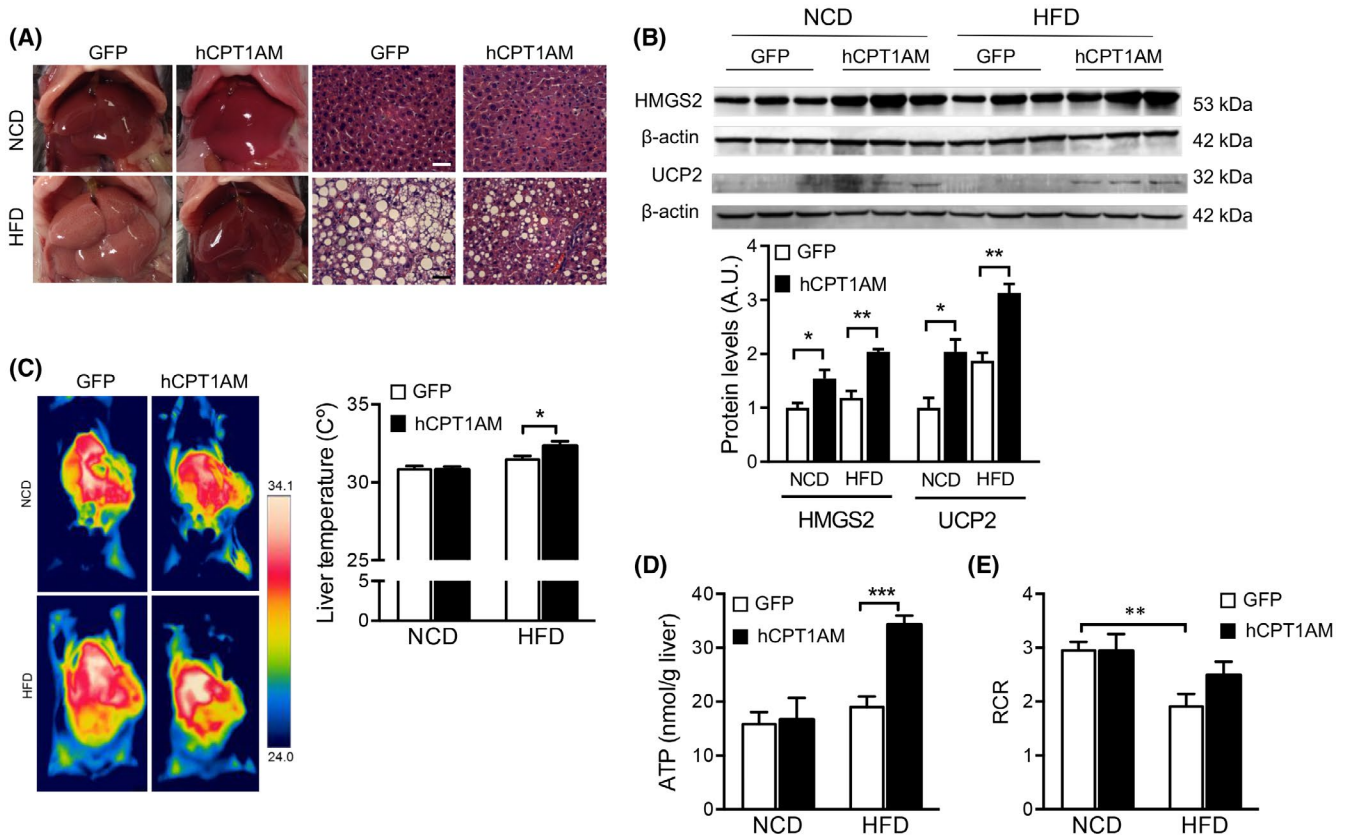 (A)
GFP hCPT1AM GFP hCPT1AM
NCD
HFD
(B)
NCD HFD
GFP hCPT1AM GFP hCPT1AM
HMGS2 53 kDa
β-actin 42 kDa
UCP2 32 kDa
β-actin 42 kDa
Protein levels (A.U.)
4
3
2
1
0
GFP
hCPT1AM
* ** * **
NCD HFD NCD HFD
HMGS2 UCP2
(C)
GFP hCPT1AM
NCD
HFD
34.1
24.0
Liver temperature (Cº)
35
30
25
5
0
GFP
hCPT1AM
*
NCD HFD
(D)
ATP (nmol/g liver)
40
30
20
10
0
GFP
hCPT1AM
***
NCD HFD
(E)
RCR
4
3
2
1
0
GFP
hCPT1AM
**
NCD HFD